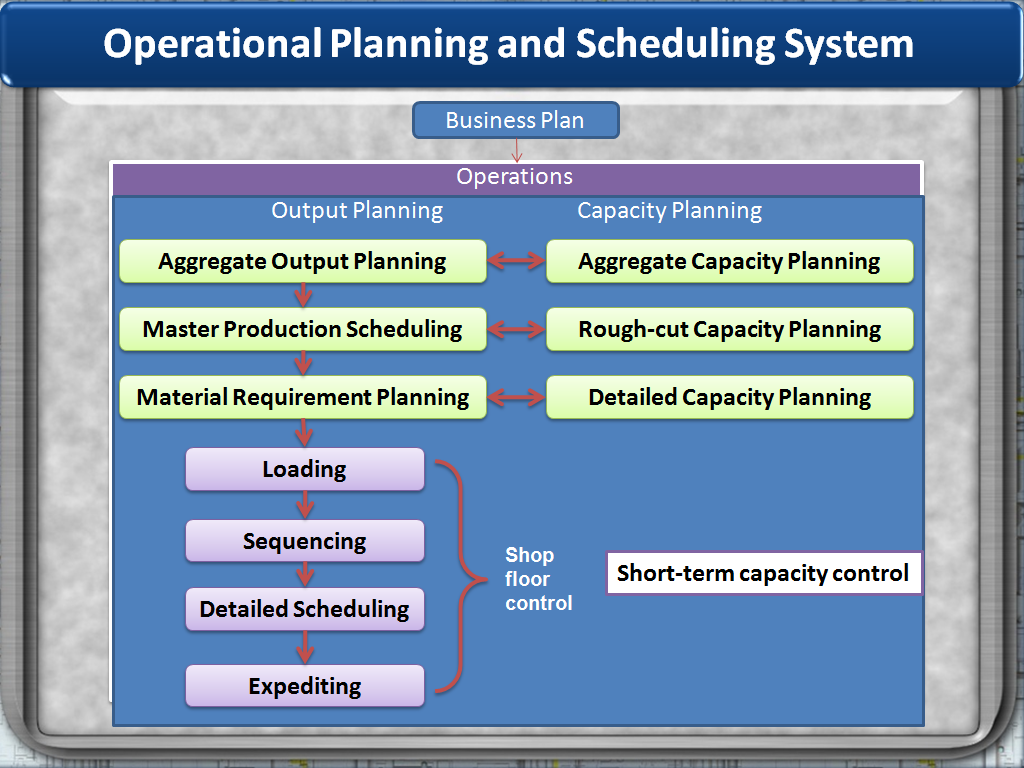 Operational Planning and Scheduling System
Business Plan
Operations
Output Planning
Capacity Planning
Aggregate Output Planning
Aggregate Capacity Planning
Master Production Scheduling
Rough-cut Capacity Planning
Material Requirement Planning
Detailed Capacity Planning
Loading
Sequencing
Detailed Scheduling
Expediting
Shop
floor
control
Short-term capacity control